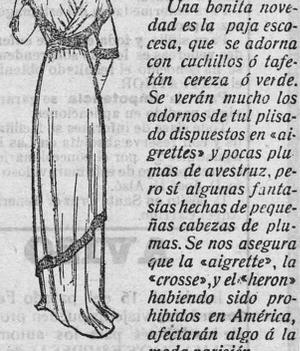 Una bonita nove-
dad es la paja esco-
cesa, que se adorna
con cuchillos ó tafe-
tán cereza ó verde.
Se verán mucho los
adornos de tul plisa-
do dispuestos en «ai-
grettes» y pocas plu-
mas de avestruz, pe-
ro sí algunas fanta-
sías hechas de peque-
ñas cabezas de plu-
mas. Se nos asegura
que la «aigrette», la
«crosse», y el «heron»
habiendo sido pro-
hibidos en América,
afectarán algo á la
moda parisién